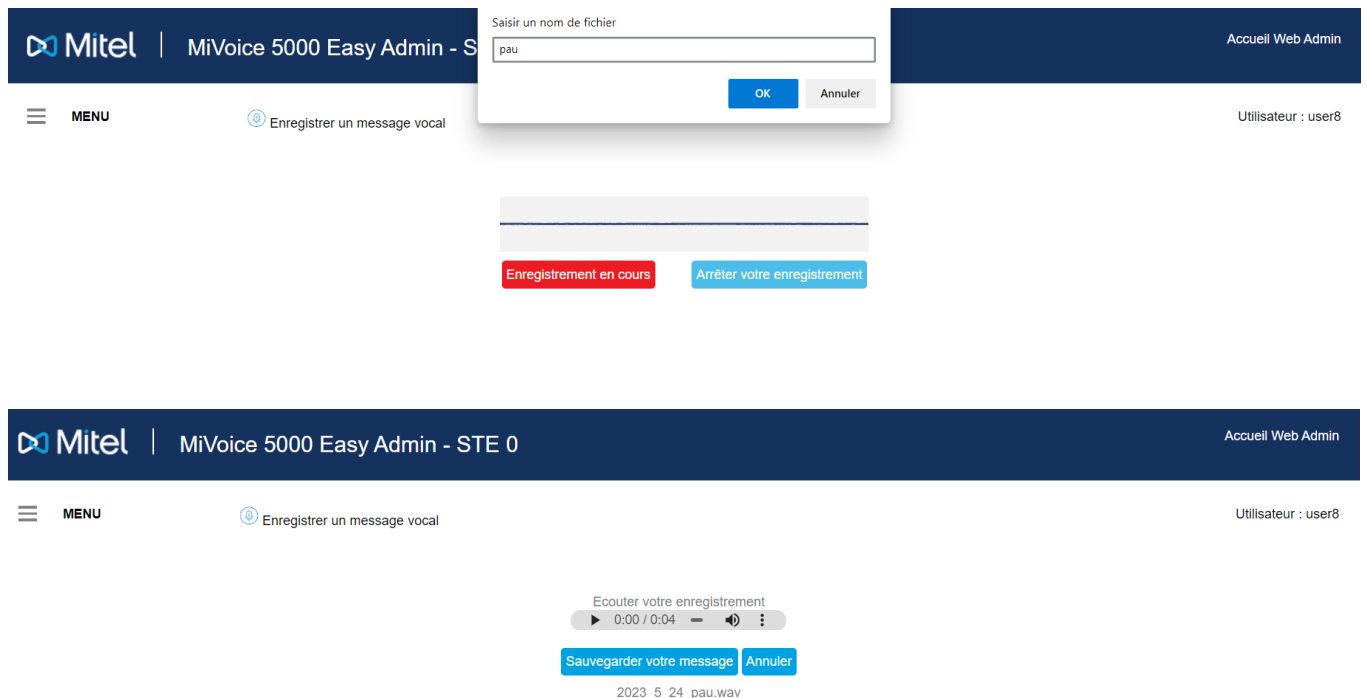 Saisir un nom de fichier
pau
OK Annuler
Mitel MiVoice 5000 Easy Admin - S
Accueil Web Admin
MENU
Enregistrer un message vocal
Utilisateur : user8
Enregistrement en cours Arrêter votre enregistrement
Mitel MiVoice 5000 Easy Admin - STE 0
Accueil Web Admin
MENU
Enregistrer un message vocal
Utilisateur : user8
Ecouter votre enregistrement
0:00 / 0:04
Sauvegarder votre message Annuler
2023_5_24_pau.wav